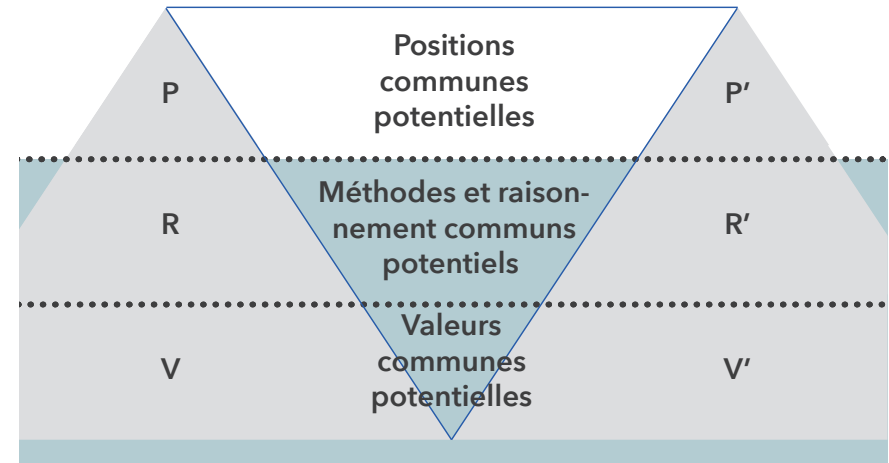 Positions
communes
potentielles
P
P′
Méthodes et raison-
nement communs
potentiels
R
R′
Valeurs
communes
potentielles
V
V′